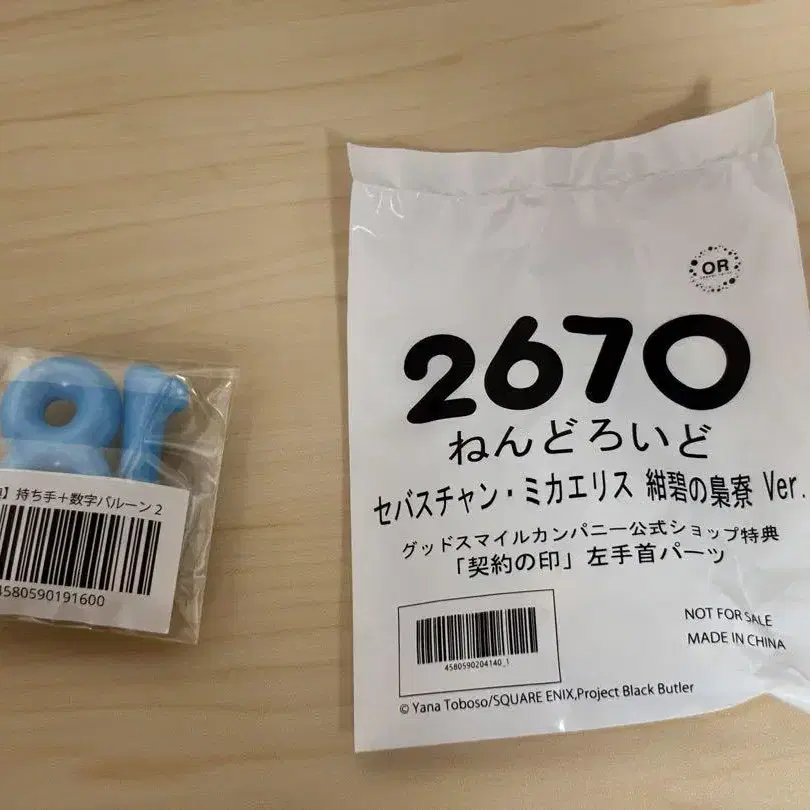 】持ち手+数字バルーン2
4580590191600
OR
2670
ねんどろいど
セバスチャン・ミカエリス 紺碧の梟寮 Ver.
グッドスマイルカンパニー公式ショップ特典
「契約の印」左手首パーツ
4580590204140_1
NOT FOR SALE
MADE IN CHINA
© Yana Toboso/SQUARE ENIX,Project Black Butler